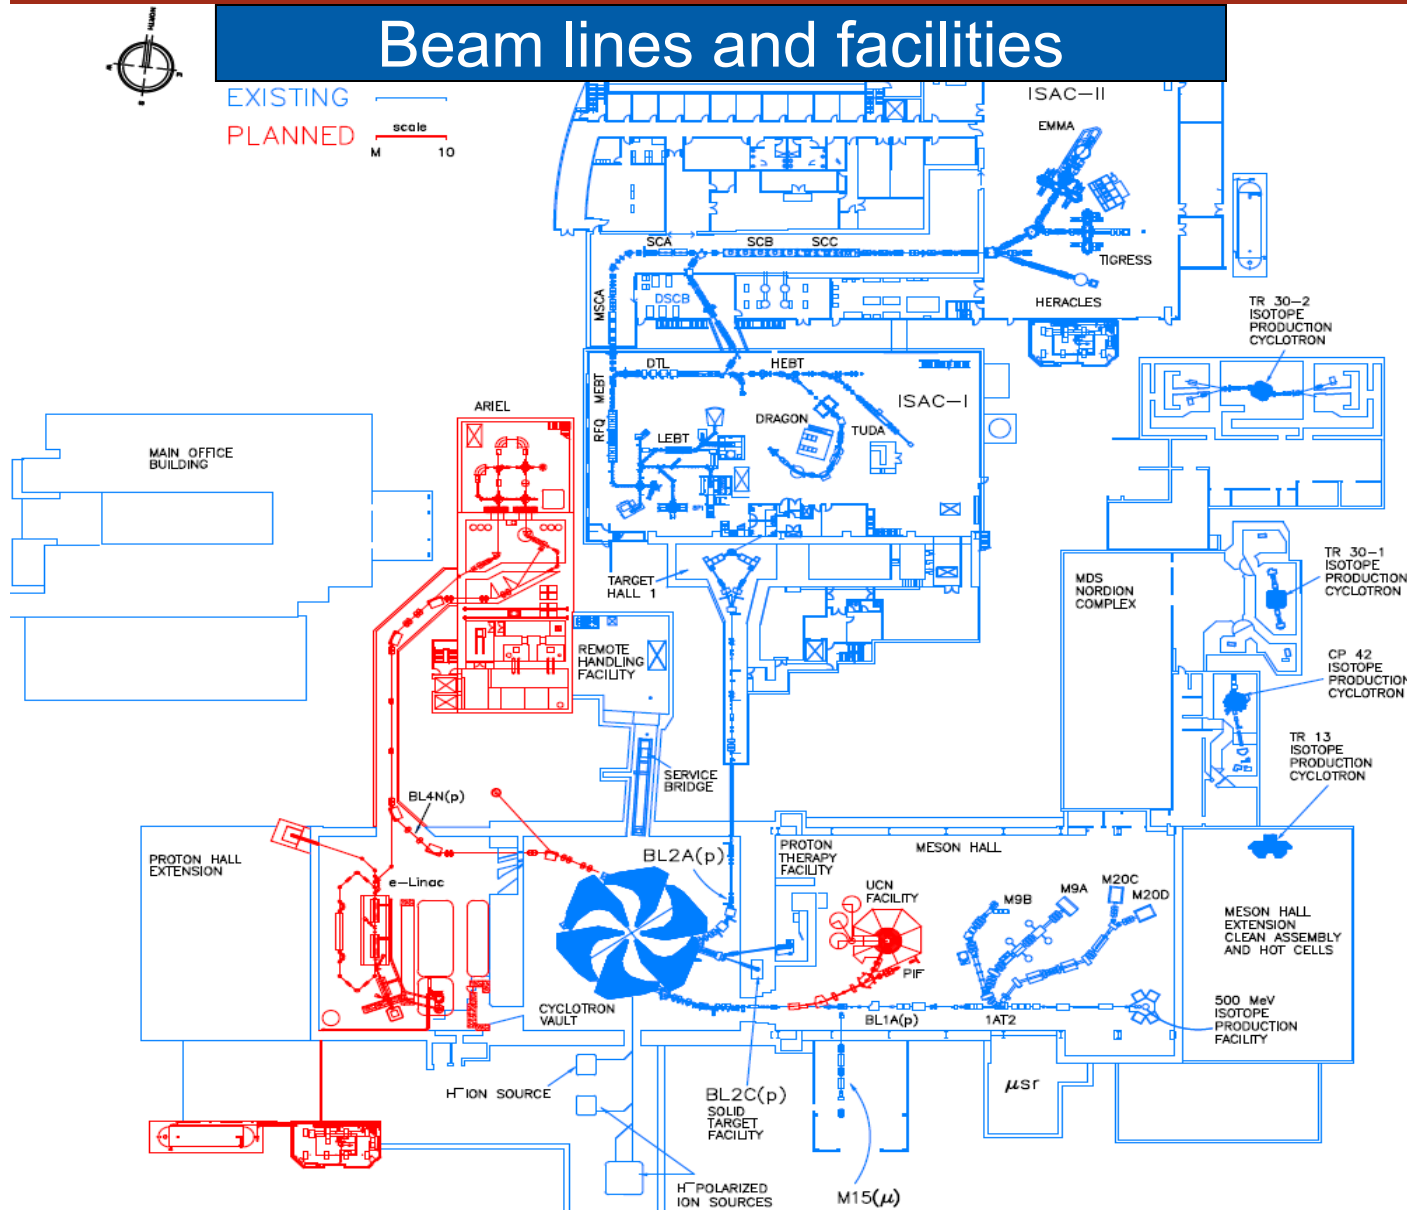 Beam lines and facilities
NORTH
EXISTING
PLANNED
scale
M 10
ISAC-II
EMMA
SCA SCB SCC
TIGRESS
MSCA
DSCB
HERACLES
TR 30-2
ISOTOPE
PRODUCTION
CYCLOTRON
DTL HEBT
MEBT
ISAC-I
ARIEL
RFQ
LEBT
DRAGON
TUDA
MAIN OFFICE
BUILDING
TARGET
HALL 1
MDS
NORDION
COMPLEX
TR 30-1
ISOTOPE
PRODUCTION
CYCLOTRON
REMOTE
HANDLING
FACILITY
CP 42
ISOTOPE
PRODUCTION
CYCLOTRON
TR 13
ISOTOPE
PRODUCTION
CYCLOTRON
SERVICE
BRIDGE
BL4N(p)
PROTON HALL
EXTENSION
BL2A(p)
PROTON
THERAPY
FACILITY
MESON HALL
e-Linac
UCN
FACILITY
M9B M9A M20C
M20D
MESON HALL
EXTENSION
CLEAN ASSEMBLY
AND HOT CELLS
PIF
CYCLOTRON
VAULT
BL1A(p) 1AT2
500 MeV
ISOTOPE
PRODUCTION
FACILITY
H⁻ ION SOURCE
BL2C(p)
SOLID
TARGET
FACILITY
μsr
H⁻ POLARIZED
ION SOURCES
M15(μ)